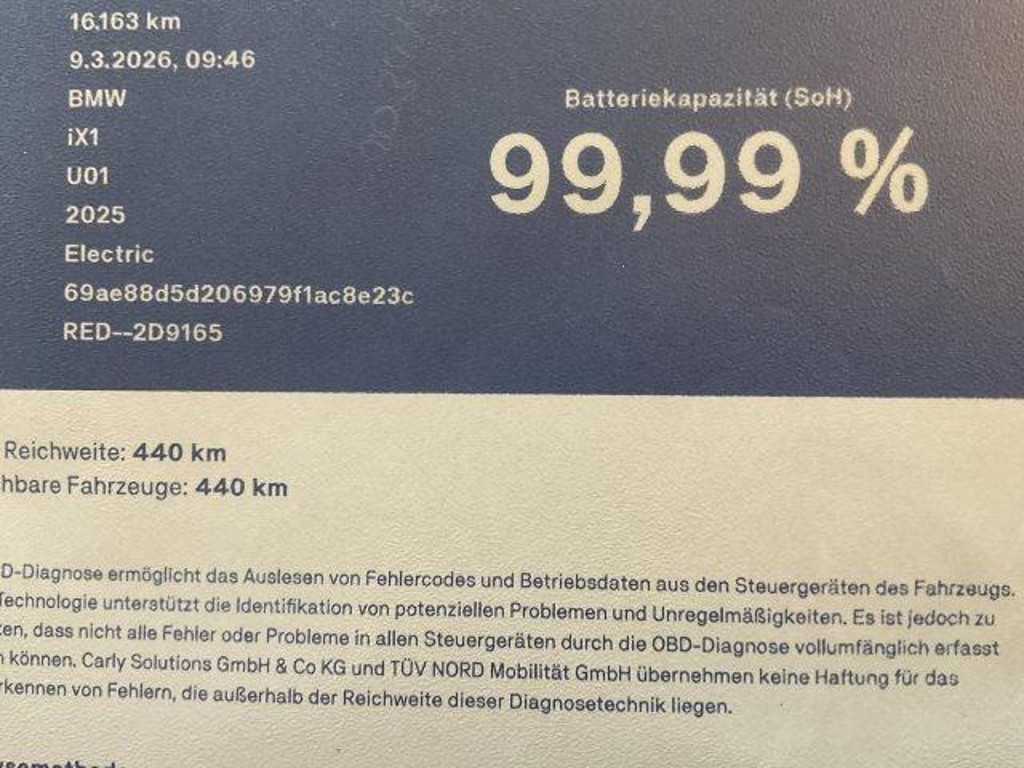 16.163 km
9.3.2026, 09:46
BMW
iX1
U01
2025
Electric
69ae88d5d206979f1ac8e23c
RED--2D9165
Batteriekapazität (SoH)
99,99 %
Reichweite: 440 km
hbare Fahrzeuge: 440 km
D-Diagnose ermöglicht das Auslesen von Fehlercodes und Betriebsdaten aus den Steuergeräten des Fahrzeugs.
Technologie unterstützt die Identifikation von potenziellen Problemen und Unregelmäßigkeiten. Es ist jedoch zu
en, dass nicht alle Fehler oder Probleme in allen Steuergeräten durch die OBD-Diagnose vollumfänglich erfasst
können. Carly Solutions GmbH & Co KG und TÜV NORD Mobilität GmbH übernehmen keine Haftung für das
rkennen von Fehlern, die außerhalb der Reichweite dieser Diagnosetechnik liegen.